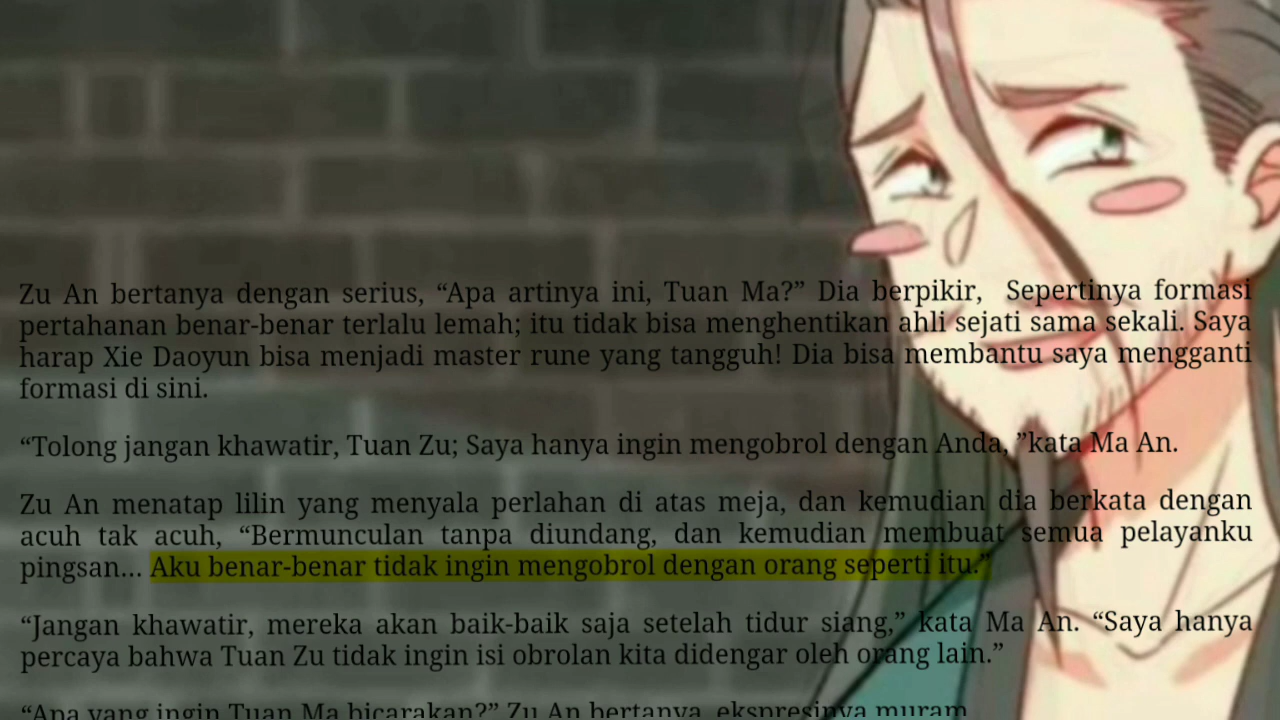 Zu An bertanya dengan serius, “Apa artinya ini, Tuan Ma?” Dia berpikir, Sepertinya formasi
pertahanan benar-benar terlalu lemah; itu tidak bisa menghentikan ahli sejati sama sekali. Saya
harap Xie Daoyun bisa menjadi master rune yang tangguh! Dia bisa membantu saya mengganti
formasi di sini.
“Tolong jangan khawatir, Tuan Zu; Saya hanya ingin mengobrol dengan Anda, ”kata Ma An.
Zu An menatap lilin yang menyala perlahan di atas meja, dan kemudian dia berkata dengan
acuh tak acuh, “Bermunculan tanpa diundang, dan kemudian membuat semua pelayanku
pingsan... Aku benar-benar tidak ingin mengobrol dengan orang seperti itu.”
“Jangan khawatir, mereka akan baik-baik saja setelah tidur siang,” kata Ma An. “Saya hanya
percaya bahwa Tuan Zu tidak ingin isi obrolan kita didengar oleh orang lain.”
“Apa yang ingin Tuan Ma bicarakan?” Zu An bertanya, ekspresinya muram